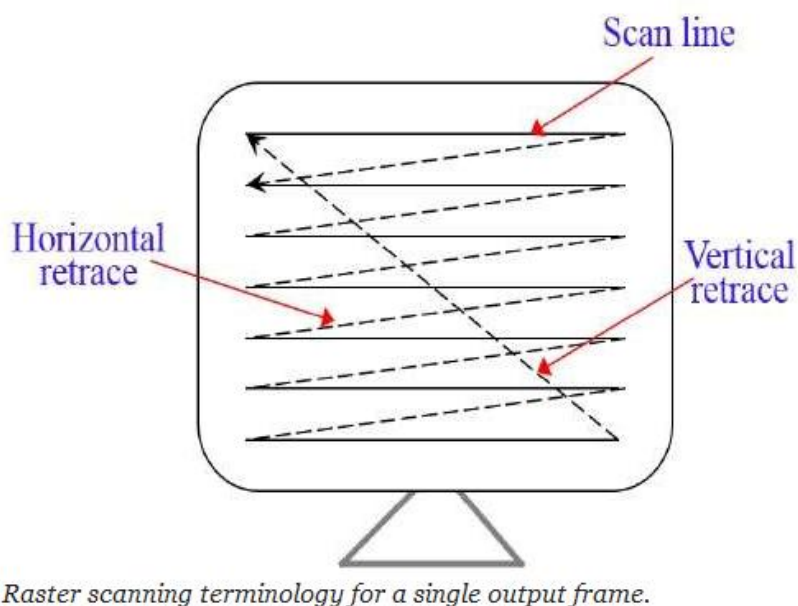 Scan line
Horizontal
retrace
Vertical
retrace
Raster scanning terminology for a single output frame.